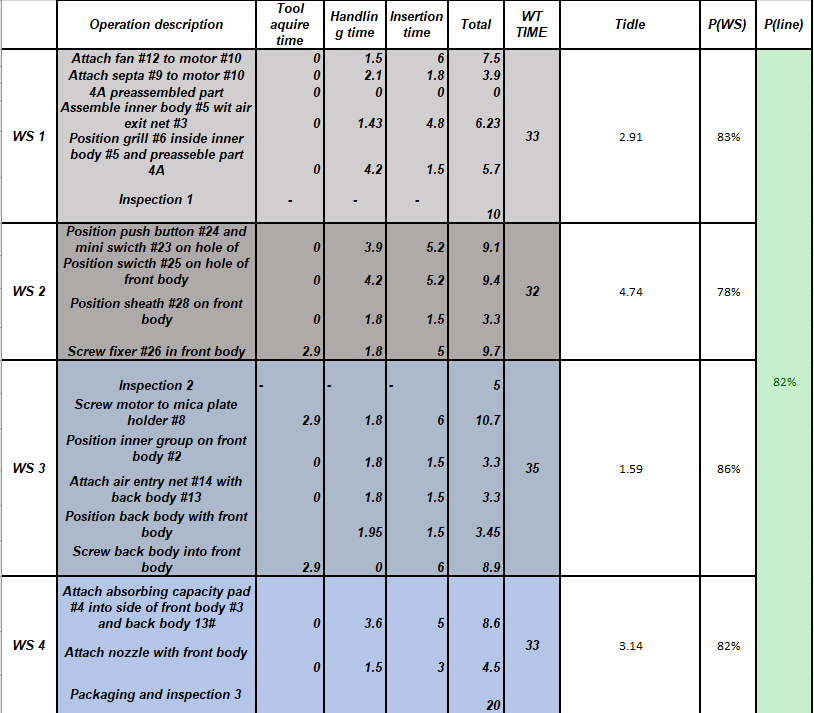 Operation description | Tool aquire time | Handling time | Insertion time | Total | WT TIME | Tidle | P(WS) | P(line)
WS 1 | 33 | 2.91 | 83%
Attach fan #12 to motor #10 | 0 | 1.5 | 6 | 7.5
Attach septa #9 to motor #10 | 0 | 2.1 | 1.8 | 3.9
4A preassembled part | 0 | 0 | 0 | 0
Assemble inner body #5 wit air exit net #3 | 0 | 1.43 | 4.8 | 6.23
Position grill #6 inside inner body #5 and preasseble part 4A | 0 | 4.2 | 1.5 | 5.7
Inspection 1 | - | - | - | 10
WS 2 | 32 | 4.74 | 78%
Position push button #24 and mini swicth #23 on hole of | 0 | 3.9 | 5.2 | 9.1
Position swicth #25 on hole of front body | 0 | 4.2 | 5.2 | 9.4
Position sheath #28 on front body | 0 | 1.8 | 1.5 | 3.3
Screw fixer #26 in front body | 2.9 | 1.8 | 5 | 9.7
82%
WS 3 | 35 | 1.59 | 86%
Inspection 2 | - | - | - | 5
Screw motor to mica plate holder #8 | 2.9 | 1.8 | 6 | 10.7
Position inner group on front body #2 | 0 | 1.8 | 1.5 | 3.3
Attach air entry net #14 with back body #13 | 0 | 1.8 | 1.5 | 3.3
Position back body with front body | 1.95 | 1.5 | 3.45
Screw back body into front body | 2.9 | 0 | 6 | 8.9
WS 4 | 33 | 3.14 | 82%
Attach absorbing capacity pad #4 into side of front body #3 and back body 13# | 0 | 3.6 | 5 | 8.6
Attach nozzle with front body | 0 | 1.5 | 3 | 4.5
Packaging and inspection 3 | 20